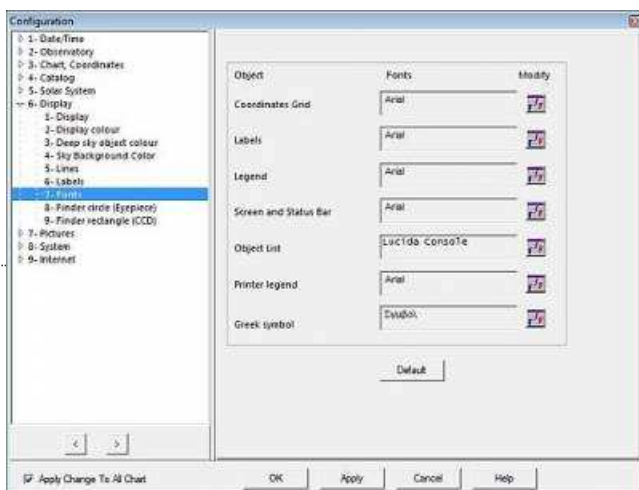 Configuration
1- Date/Time
2- Observatory
3- Chart, Coordinates
4- Catalog
5- Solar System
6- Display
1- Display
2- Display colour
3- Deep sky object colour
4- Sky Background Color
5- Lines
6- Labels
7- Fonts
8- Finder circle (Eyepiece)
9- Finder rectangle (CCD)
7- Pictures
8- System
9- Internet
< >
Object Fonts Modify
Coordinates Grid Arial
Labels Arial
Legend Arial
Screen and Status Bar Arial
Object List Lucida Console
Printer legend Arial
Greek symbol Σψμβολ
Default
Apply Change To All Chart OK Apply Cancel Help